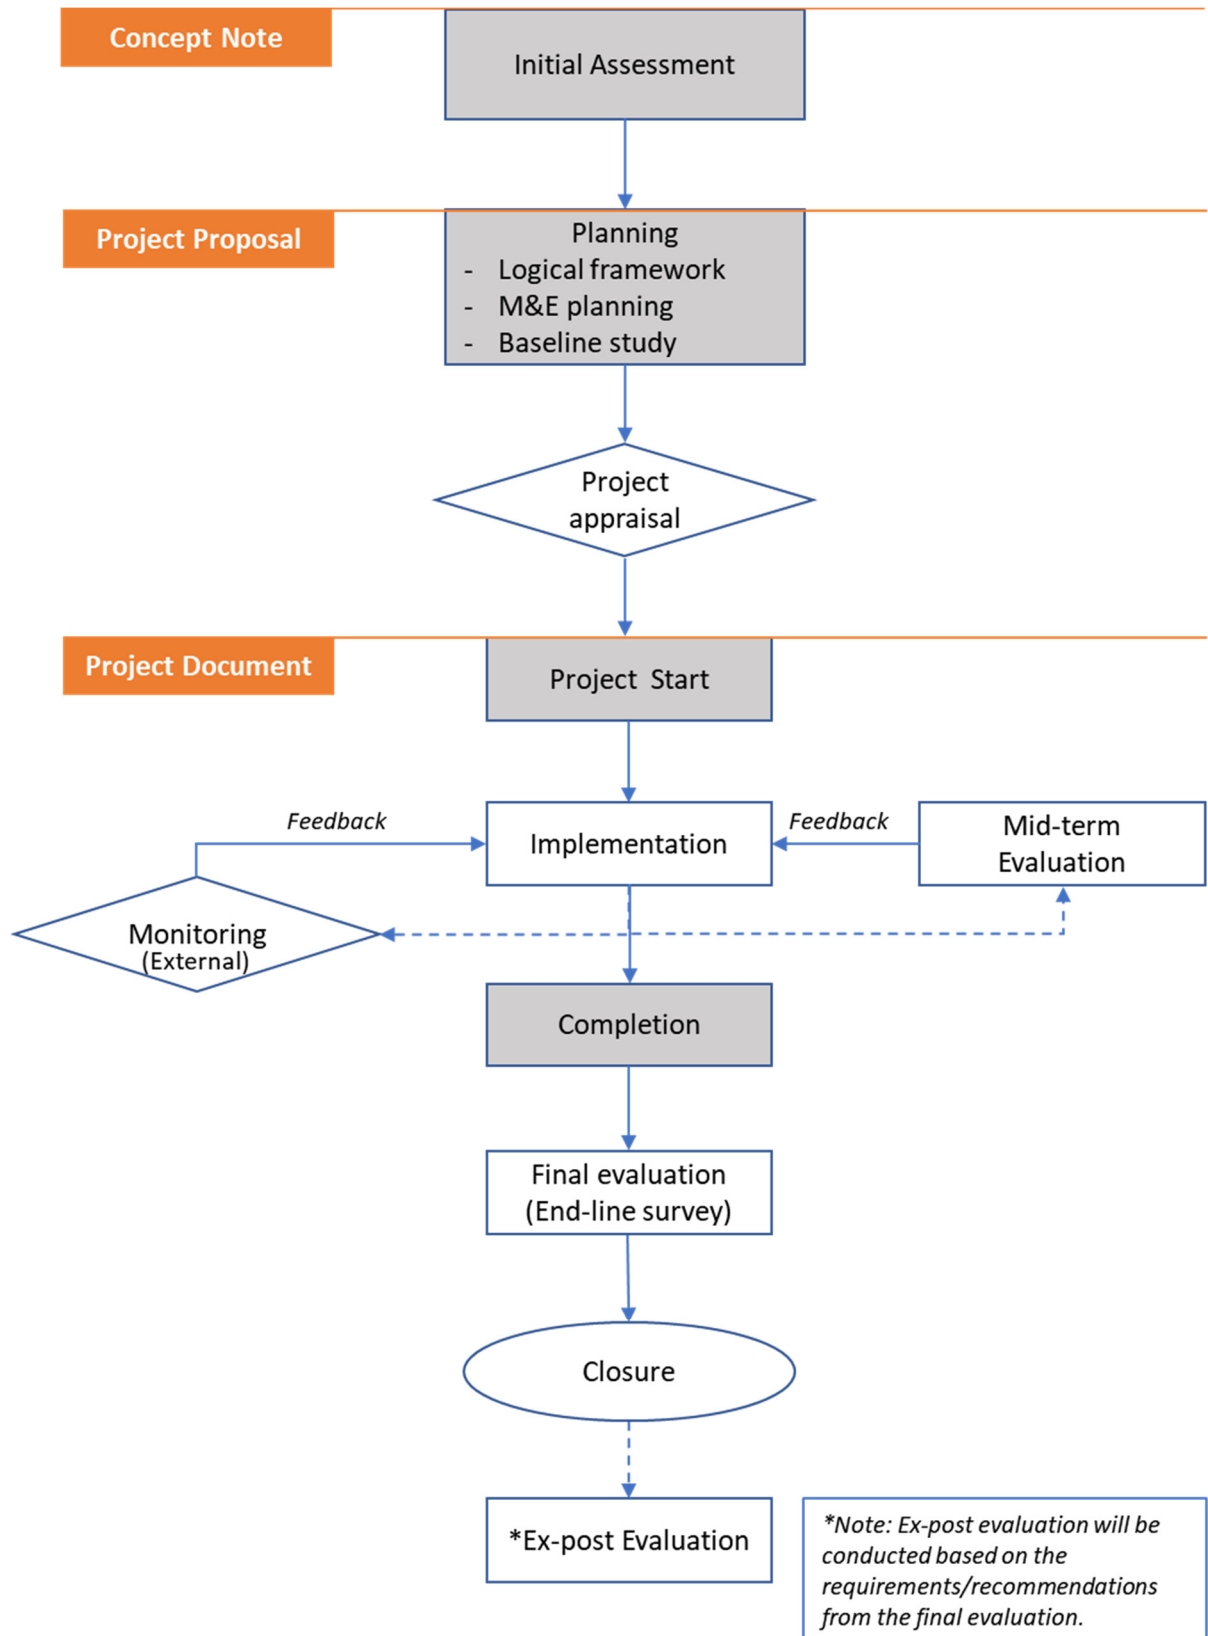 Concept Note
Initial Assessment
Project Proposal
Planning
- Logical framework
- M&E planning
- Baseline study
Project
appraisal
Project Document
Project Start
Feedback
Implementation
Feedback
Mid-term
Evaluation
Monitoring
(External)
Completion
Final evaluation
(End-line survey)
Closure
*Ex-post Evaluation
*Note: Ex-post evaluation will be
conducted based on the
requirements/recommendations
from the final evaluation.